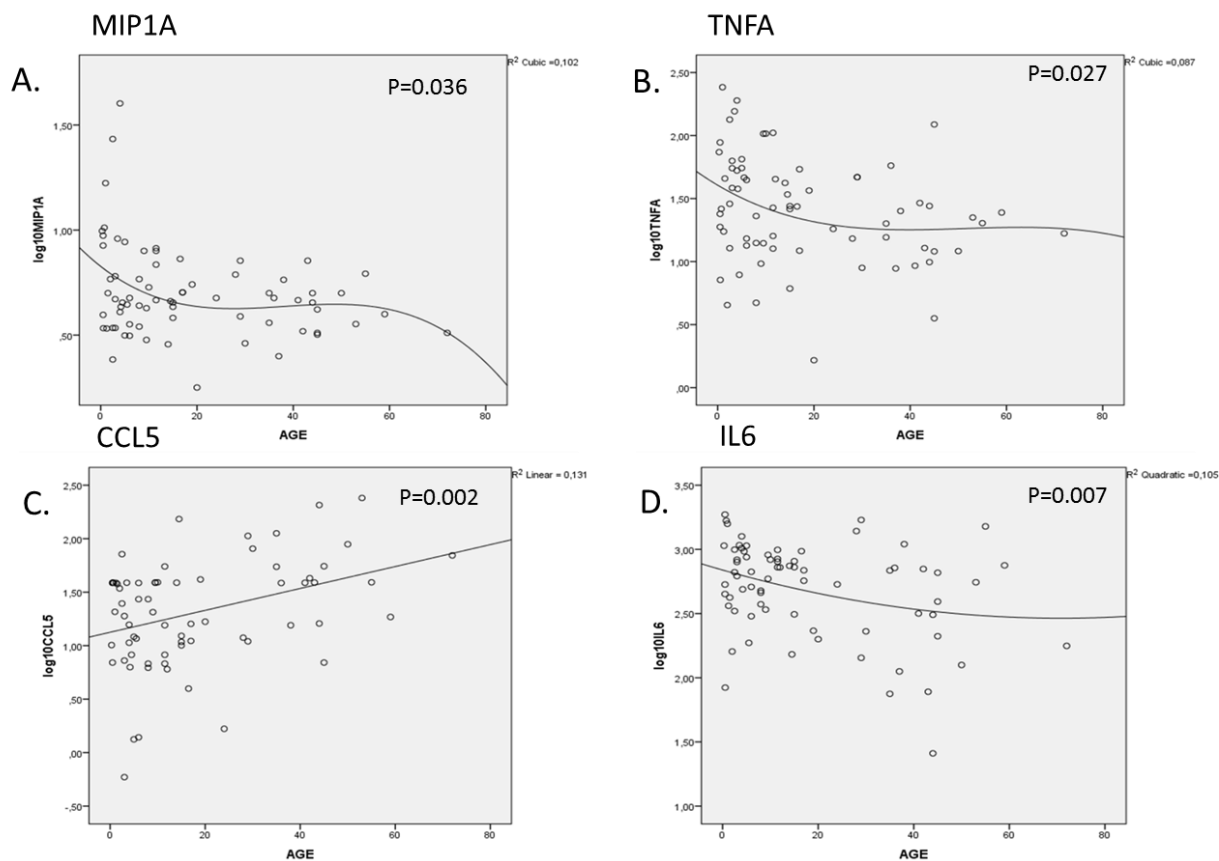 MIP1A
A.
R² Cubic =0,102
P=0.036
1,50
1,00
,50
log10MIP1A
0 20 40 60 80
AGE
TNFA
B.
R² Cubic =0,087
P=0.027
2,50
2,00
1,50
1,00
,50
,00
log10TNFA
0 20 40 60 80
AGE
CCL5
C.
R² Linear = 0,131
P=0.002
2,50
2,00
1,50
1,00
,50
,00
-,50
log10CCL5
0 20 40 60 80
AGE
IL6
D.
R² Quadratic =0,105
P=0.007
3,50
3,00
2,50
2,00
1,50
1,00
log10IL6
0 20 40 60 80
AGE